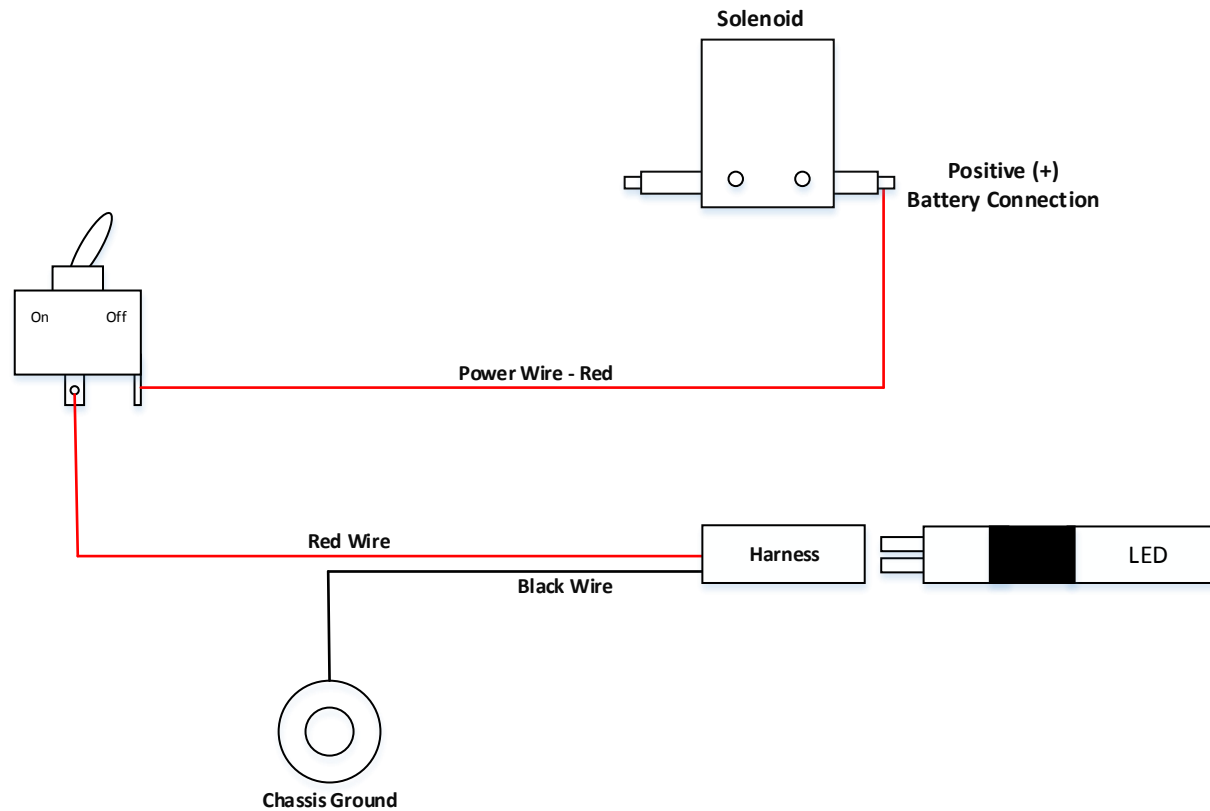 Solenoid
Positive (+)
Battery Connection
On
Off
Power Wire - Red
Red Wire
Harness
LED
Black Wire
Chassis Ground